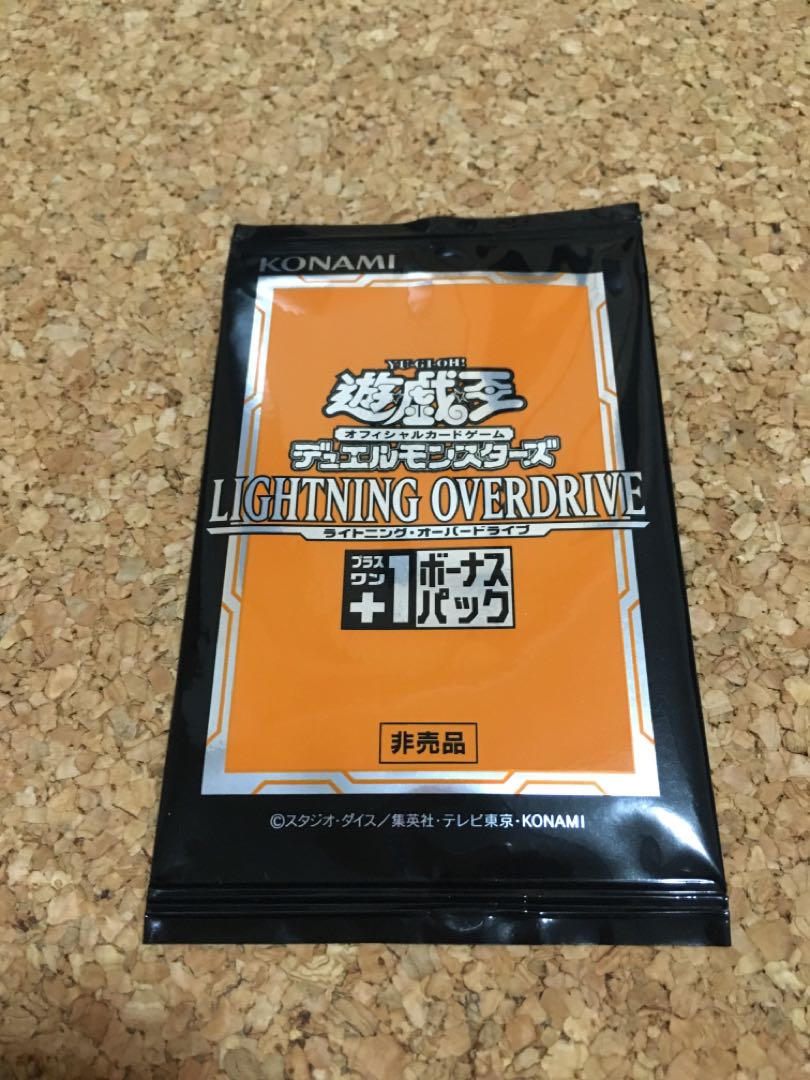 KONAMI
YU-GI-OH!
遊☆戯☆王
オフィシャルカードゲーム
デュエルモンスターズ
LIGHTNING OVERDRIVE
ライトニング・オーバードライブ
プラス
ワン
+1
ボーナス
パック
非売品
©スタジオ・ダイス／集英社・テレビ東京・KONAMI